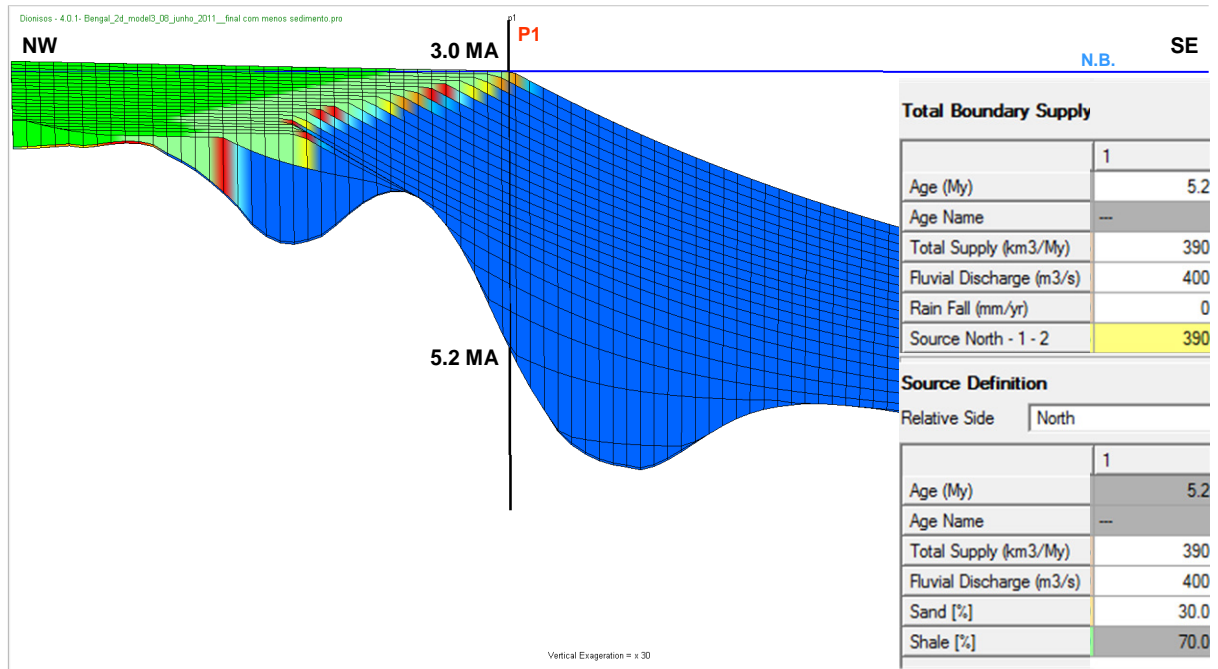 Dionisos - 4.0.1- Bengal_2d_model3_08_junho_2011__final com menos sedimento.pro
p1
NW
3.0 MA
P1
SE
N.B.
5.2 MA
Vertical Exageration = x 30
Total Boundary Supply
1
Age (My) 5.2
Age Name ---
Total Supply (km3/My) 390
Fluvial Discharge (m3/s) 400
Rain Fall (mm/yr) 0
Source North - 1 - 2 390
Source Definition
Relative Side North
1
Age (My) 5.2
Age Name ---
Total Supply (km3/My) 390
Fluvial Discharge (m3/s) 400
Sand [%] 30.0
Shale [%] 70.0